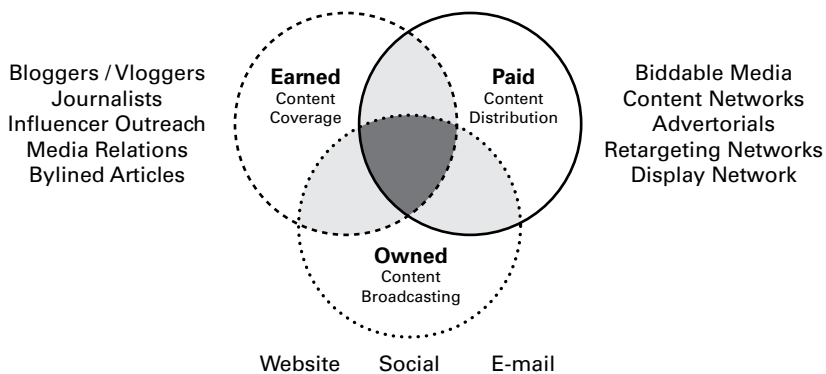 Bloggers / Vloggers
Journalists
Influencer Outreach
Media Relations
Bylined Articles
Earned
Content
Coverage
Paid
Content
Distribution
Biddable Media
Content Networks
Advertorials
Retargeting Networks
Display Network
Owned
Content
Broadcasting
Website Social E-mail